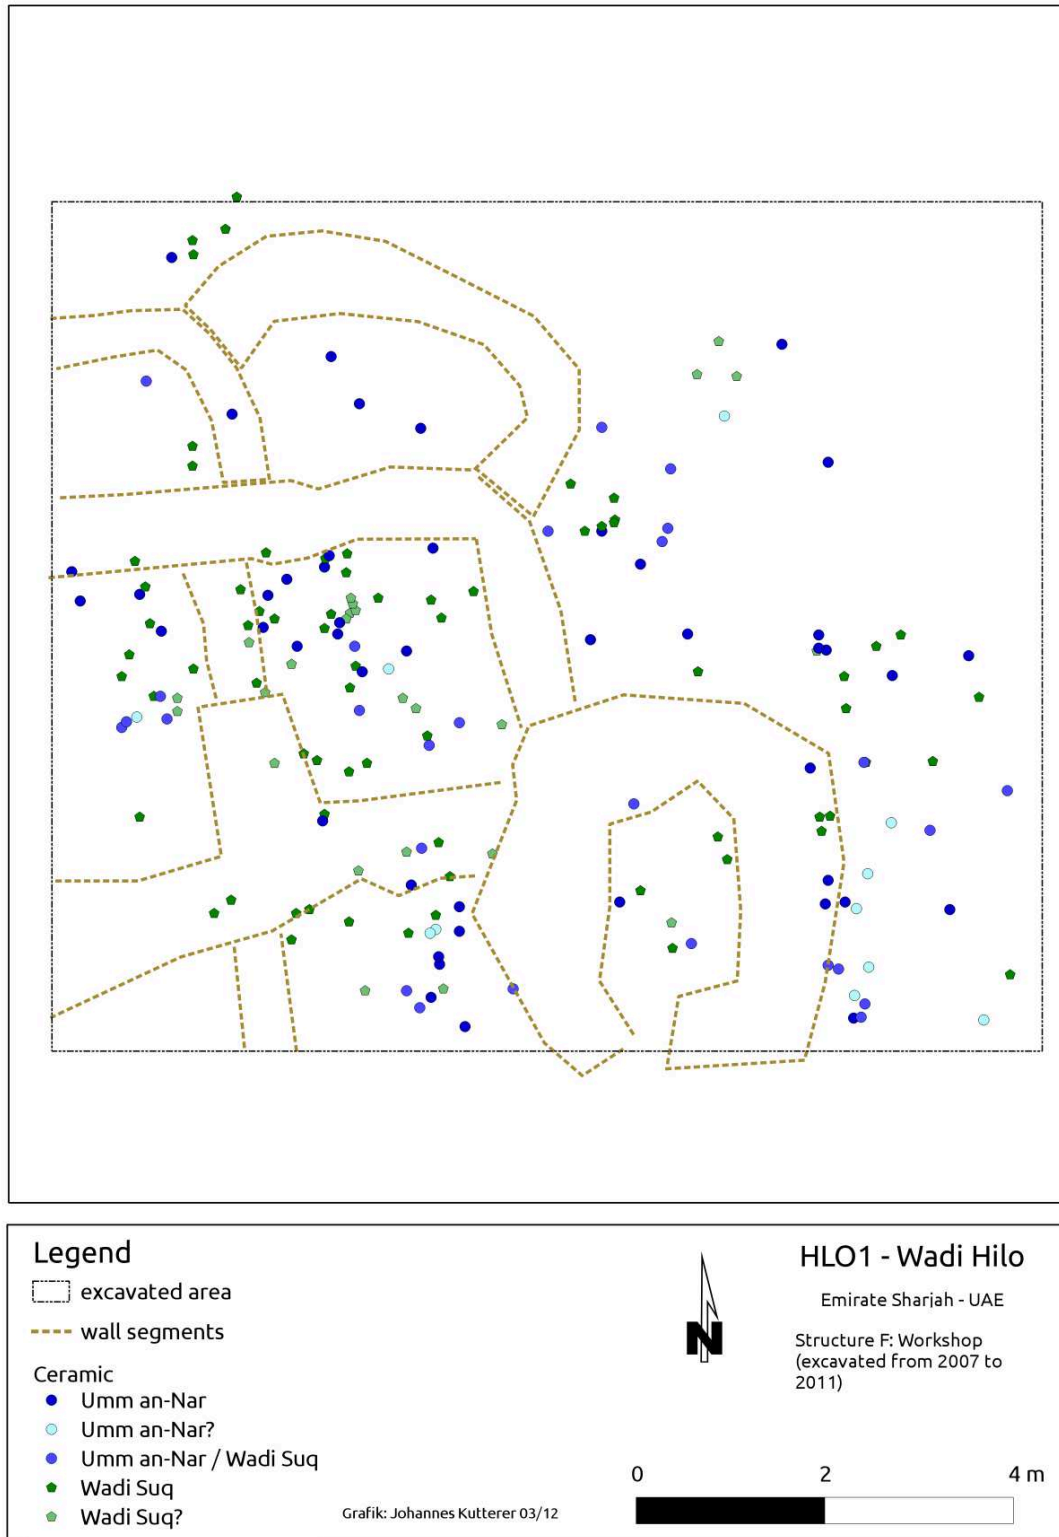 Legend
excavated area
wall segments
Ceramic
Umm an-Nar
Umm an-Nar?
Umm an-Nar / Wadi Suq
Wadi Suq
Wadi Suq?
Grafik: Johannes Kutterer 03/12
N
HLO1 - Wadi Hilo
Emirate Sharjah - UAE
Structure F: Workshop
(excavated from 2007 to
2011)
0 2 4 m